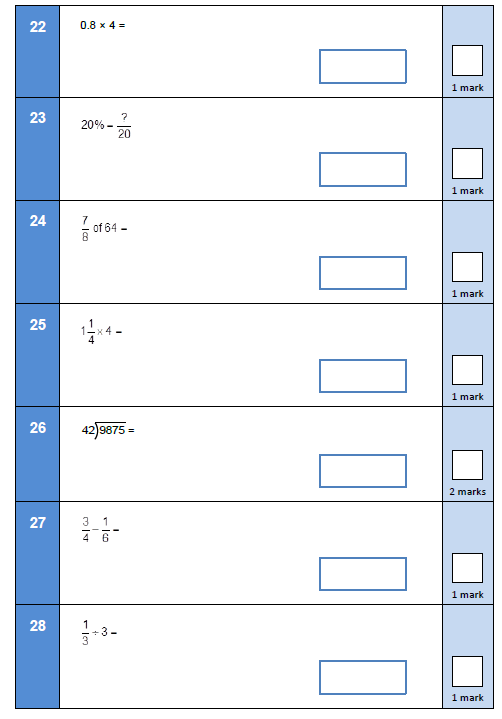 22 0.8 × 4 =
1 mark
23 20% = ?/20
1 mark
24 7/8 of 64 =
1 mark
25 1 1/4 × 4 =
1 mark
26 42)9875 =
2 marks
27 3/4 − 1/6 =
1 mark
28 1/3 ÷ 3 =
1 mark